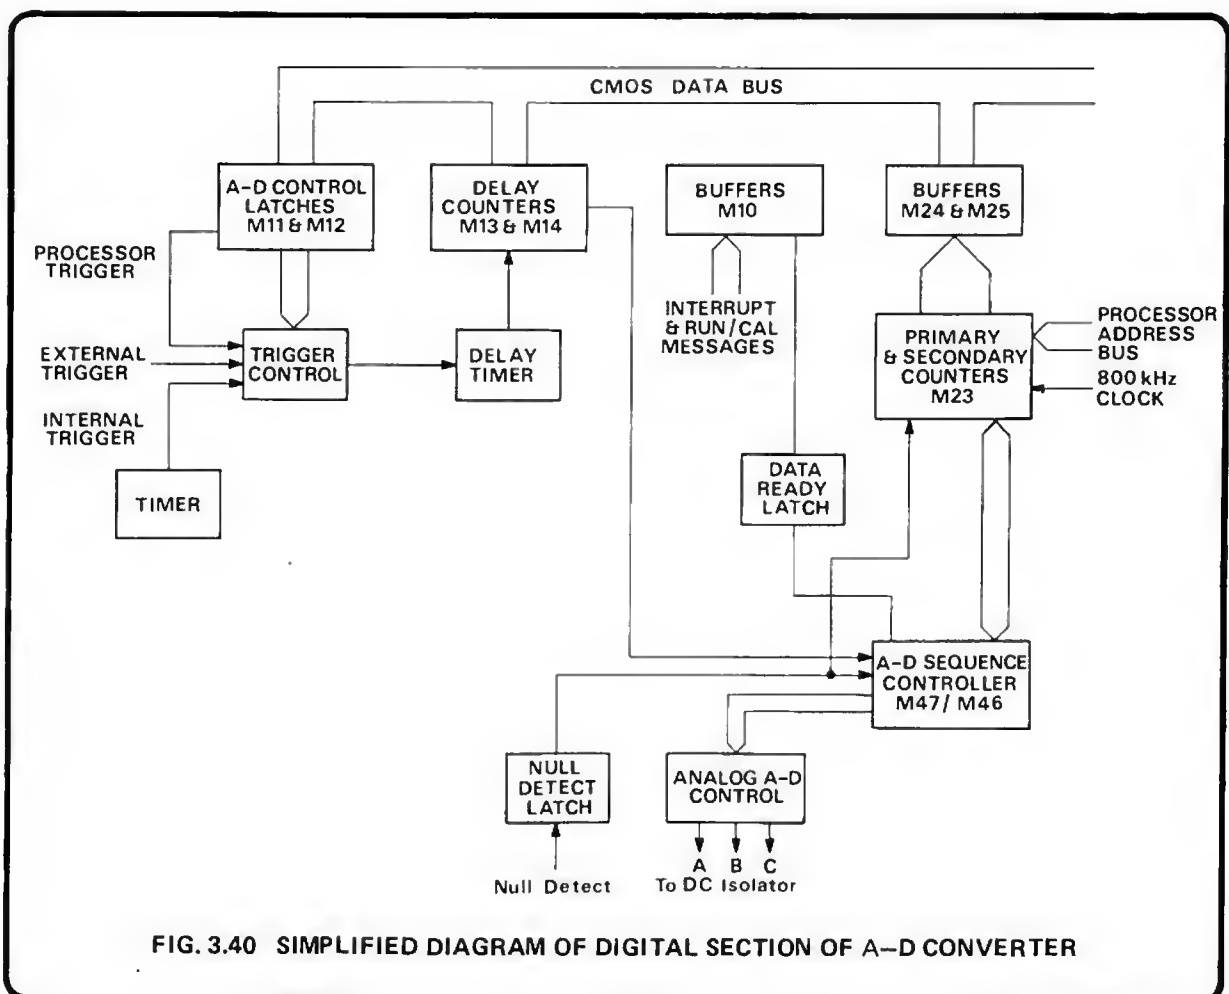 CMOS DATA BUS
A-D CONTROL
LATCHES
M11 & M12
DELAY
COUNTERS
M13 & M14
BUFFERS
M10
BUFFERS
M24 & M25
PROCESSOR
TRIGGER
EXTERNAL
TRIGGER
INTERNAL
TRIGGER
TRIGGER
CONTROL
DELAY
TIMER
INTERRUPT
& RUN/CAL
MESSAGES
PRIMARY
& SECONDARY
COUNTERS
M23
PROCESSOR
ADDRESS
BUS
800 kHz
CLOCK
TIMER
DATA
READY
LATCH
A-D SEQUENCE
CONTROLLER
M47/ M46
NULL
DETECT
LATCH
ANALOG A-D
CONTROL
A B C
Null Detect
To DC Isolator
FIG. 3.40 SIMPLIFIED DIAGRAM OF DIGITAL SECTION OF A–D CONVERTER